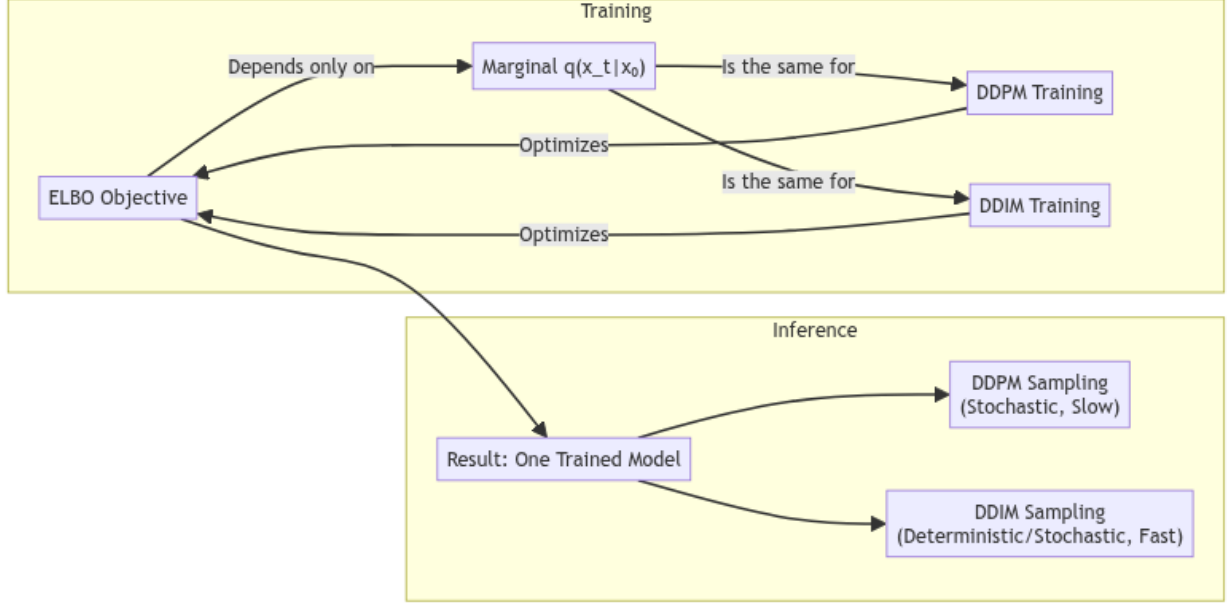 Training
Depends only on
Marginal q(x_t|x₀)
Is the same for
DDPM Training
Optimizes
Is the same for
ELBO Objective
DDIM Training
Optimizes
Inference
DDPM Sampling
(Stochastic, Slow)
Result: One Trained Model
DDIM Sampling
(Deterministic/Stochastic, Fast)